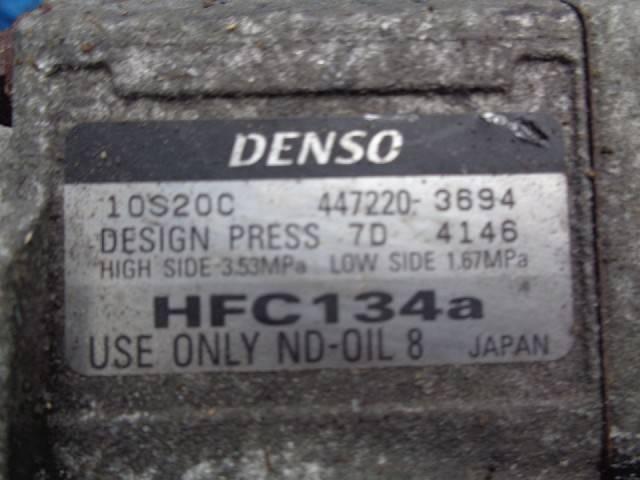 DENSO
10S20C 447220-3694
DESIGN PRESS 7D 4146
HIGH SIDE 3.53MPa LOW SIDE 1.67MPa
HFC134a
USE ONLY ND-OIL 8 JAPAN